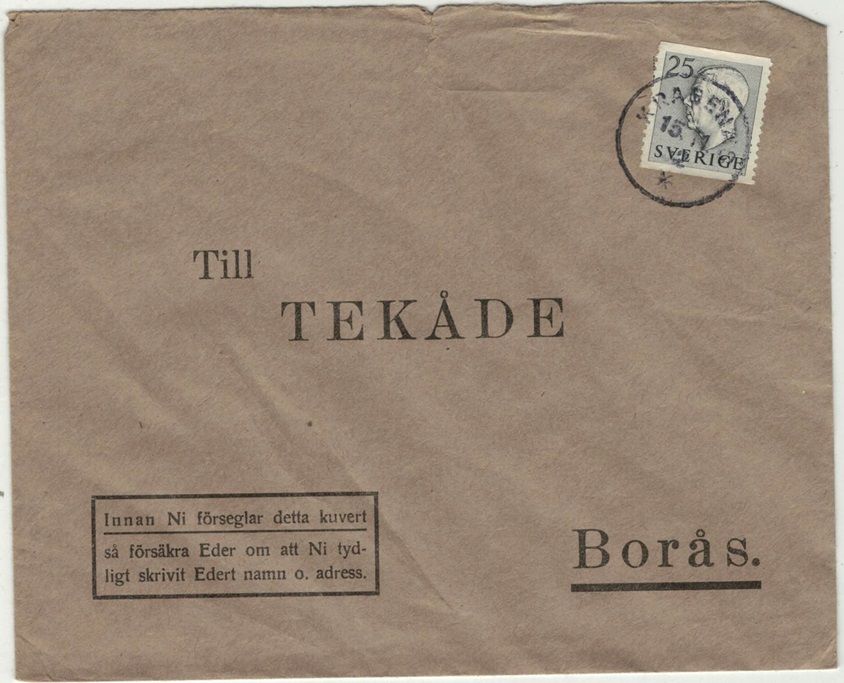 25
SVERIGE
Till
TEKÅDE
Innan Ni förseglar detta kuvert
så försäkra Eder om att Ni tyd-
ligt skrivit Edert namn o. adress.
Borås.